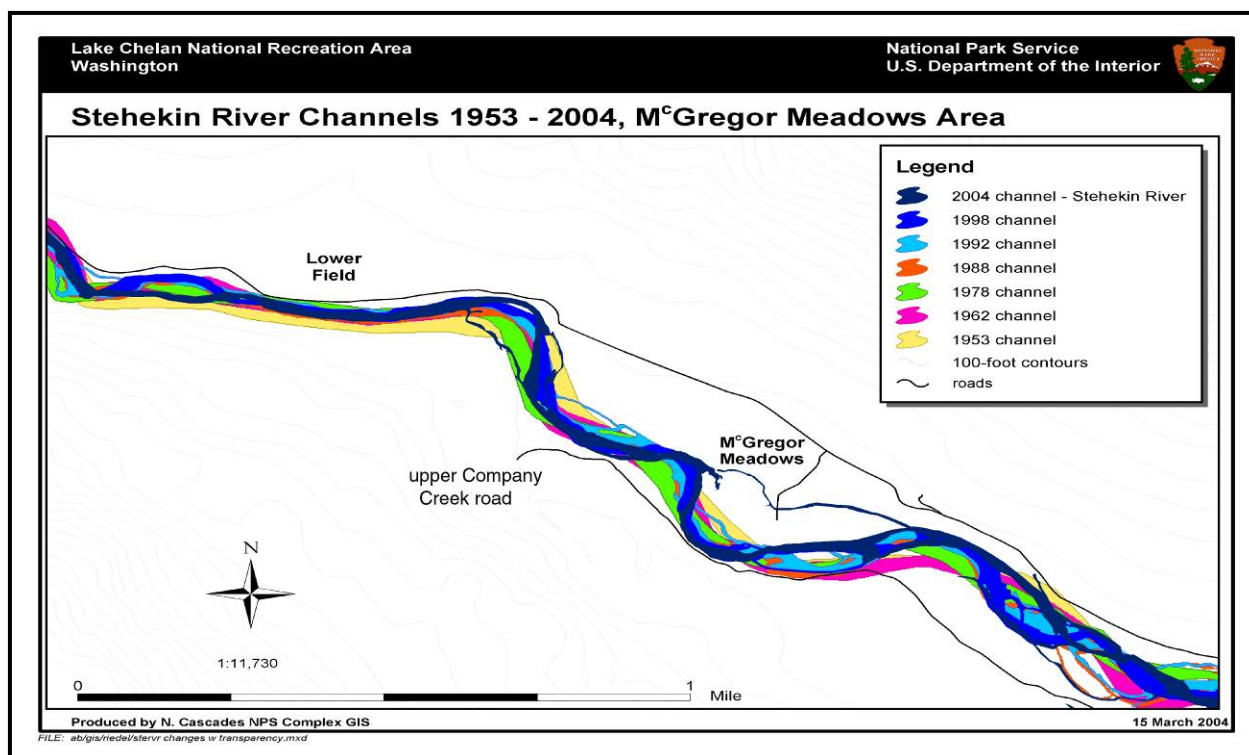 Lake Chelan National Recreation Area
Washington
National Park Service
U.S. Department of the Interior
NATIONAL
PARK
SERVICE
Stehekin River Channels 1953 - 2004, McGregor Meadows Area
Legend
2004 channel - Stehekin River
1998 channel
1992 channel
1988 channel
1978 channel
1962 channel
1953 channel
100-foot contours
roads
Lower
Field
McGregor
Meadows
upper Company
Creek road
N
1:11,730
0
1
Mile
Produced by N. Cascades NPS Complex GIS
15 March 2004
FILE: ab/gis/riedel/stervr changes w transparency.mxd